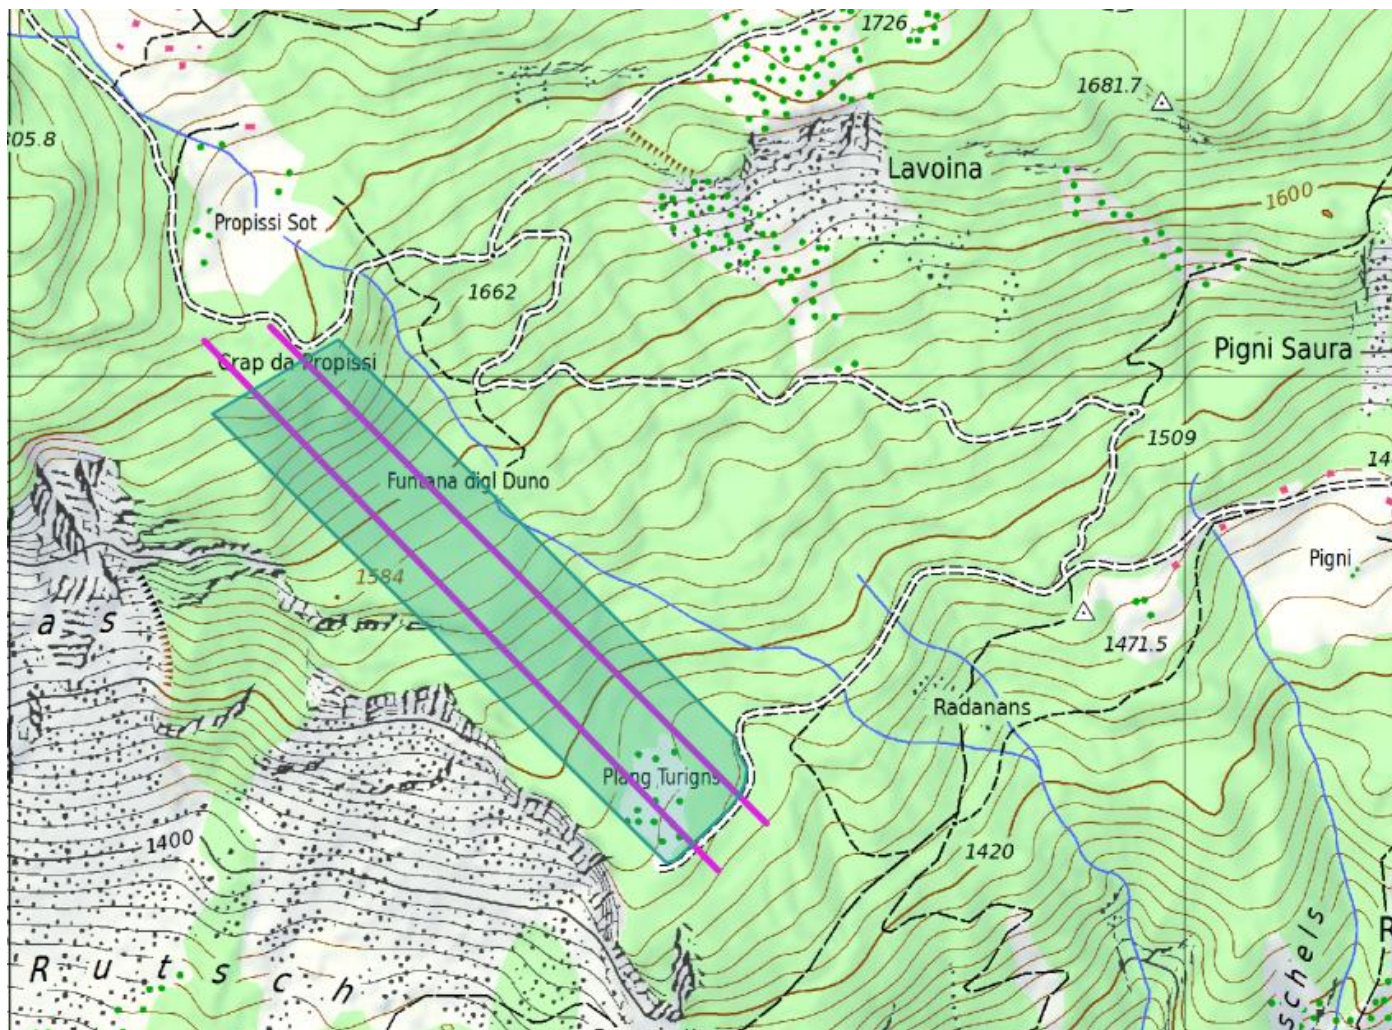 1726
1681.7
305.8
Lavoina
1600
Propissi Sot
1662
Crap da Propissi
Pigni Saura
1509
14
Funtana digl Duno
Pigni
1584
a s
1471.5
Radanans
Plang Turigns
1400
1420
R u t s c h
schels
R